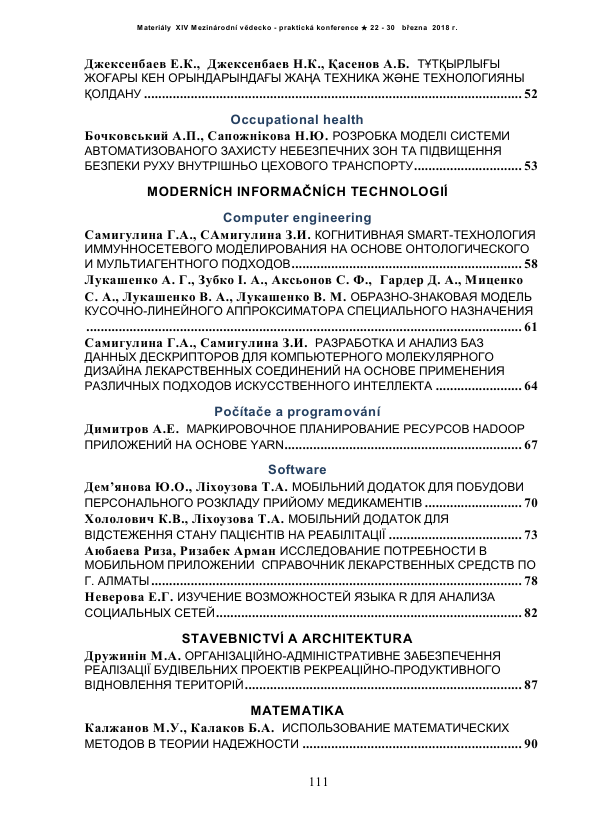 Materiály XIV Mezinárodní vědecko - praktická konference ★ 22 - 30 března 2018 r.
Джексенбаев Е.К., Джексенбаев Н.К., Қасенов А.Б. ТҰТҚЫРЛЫҒЫ
ЖОҒАРЫ КЕН ОРЫНДАРЫНДАҒЫ ЖАҢА ТЕХНИКА ЖӘНЕ ТЕХНОЛОГИЯНЫ
ҚОЛДАНУ ........................................................................................... 52
Occupational health
Бочковський А.П., Сапожнікова Н.Ю. РОЗРОБКА МОДЕЛІ СИСТЕМИ
АВТОМАТИЗОВАНОГО ЗАХИСТУ НЕБЕЗПЕЧНИХ ЗОН ТА ПІДВИЩЕННЯ
БЕЗПЕКИ РУХУ ВНУТРІШНЬО ЦЕХОВОГО ТРАНСПОРТУ.......................... 53
MODERNÍCH INFORMAČNÍCH TECHNOLOGIÍ
Computer engineering
Самигулина Г.А., САмигулина З.И. КОГНИТИВНАЯ SMART-ТЕХНОЛОГИЯ
ИММУННОСЕТЕВОГО МОДЕЛИРОВАНИЯ НА ОСНОВЕ ОНТОЛОГИЧЕСКОГО
И МУЛЬТИАГЕНТНОГО ПОДХОДОВ....................................................... 58
Лукашенко А. Г., Зубко І. А., Аксьонов С. Ф., Гардер Д. А., Миценко
С. А., Лукашенко В. А., Лукашенко В. М. ОБРАЗНО-ЗНАКОВАЯ МОДЕЛЬ
КУСОЧНО-ЛИНЕЙНОГО АППРОКСИМАТОРА СПЕЦИАЛЬНОГО НАЗНАЧЕНИЯ
......................................................................................................... 61
Самигулина Г.А., Самигулина З.И. РАЗРАБОТКА И АНАЛИЗ БАЗ
ДАННЫХ ДЕСКРИПТОРОВ ДЛЯ КОМПЬЮТЕРНОГО МОЛЕКУЛЯРНОГО
ДИЗАЙНА ЛЕКАРСТВЕННЫХ СОЕДИНЕНИЙ НА ОСНОВЕ ПРИМЕНЕНИЯ
РАЗЛИЧНЫХ ПОДХОДОВ ИСКУССТВЕННОГО ИНТЕЛЛЕКТА ..................... 64
Počítače a programování
Димитров А.Е. МАРКИРОВОЧНОЕ ПЛАНИРОВАНИЕ РЕСУРСОВ HADOOP
ПРИЛОЖЕНИЙ НА ОСНОВЕ YARN......................................................... 67
Software
Дем’янова Ю.О., Ліхоузова Т.А. МОБІЛЬНИЙ ДОДАТОК ДЛЯ ПОБУДОВИ
ПЕРСОНАЛЬНОГО РОЗКЛАДУ ПРИЙОМУ МЕДИКАМЕНТІВ ....................... 70
Хололович К.В., Ліхоузова Т.А. МОБІЛЬНИЙ ДОДАТОК ДЛЯ
ВІДСТЕЖЕННЯ СТАНУ ПАЦІЄНТІВ НА РЕАБІЛІТАЦІЇ ................................ 73
Аюбаева Риза, Ризабек Арман ИССЛЕДОВАНИЕ ПОТРЕБНОСТИ В
МОБИЛЬНОМ ПРИЛОЖЕНИИ СПРАВОЧНИК ЛЕКАРСТВЕННЫХ СРЕДСТВ ПО
Г. АЛМАТЫ ......................................................................................... 78
Неверова Е.Г. ИЗУЧЕНИЕ ВОЗМОЖНОСТЕЙ ЯЗЫКА R ДЛЯ АНАЛИЗА
СОЦИАЛЬНЫХ СЕТЕЙ.......................................................................... 82
STAVEBNICTVÍ A ARCHITEKTURA
Дружинін М.А. ОРГАНІЗАЦІЙНО-АДМІНІСТРАТИВНЕ ЗАБЕЗПЕЧЕННЯ
РЕАЛІЗАЦІЇ БУДІВЕЛЬНИХ ПРОЕКТІВ РЕКРЕАЦІЙНО-ПРОДУКТИВНОГО
ВІДНОВЛЕННЯ ТЕРИТОРІЙ................................................................... 87
MATEMATIKA
Калжанов М.У., Калаков Б.А. ИСПОЛЬЗОВАНИЕ МАТЕМАТИЧЕСКИХ
МЕТОДОВ В ТЕОРИИ НАДЕЖНОСТИ ..................................................... 90
111